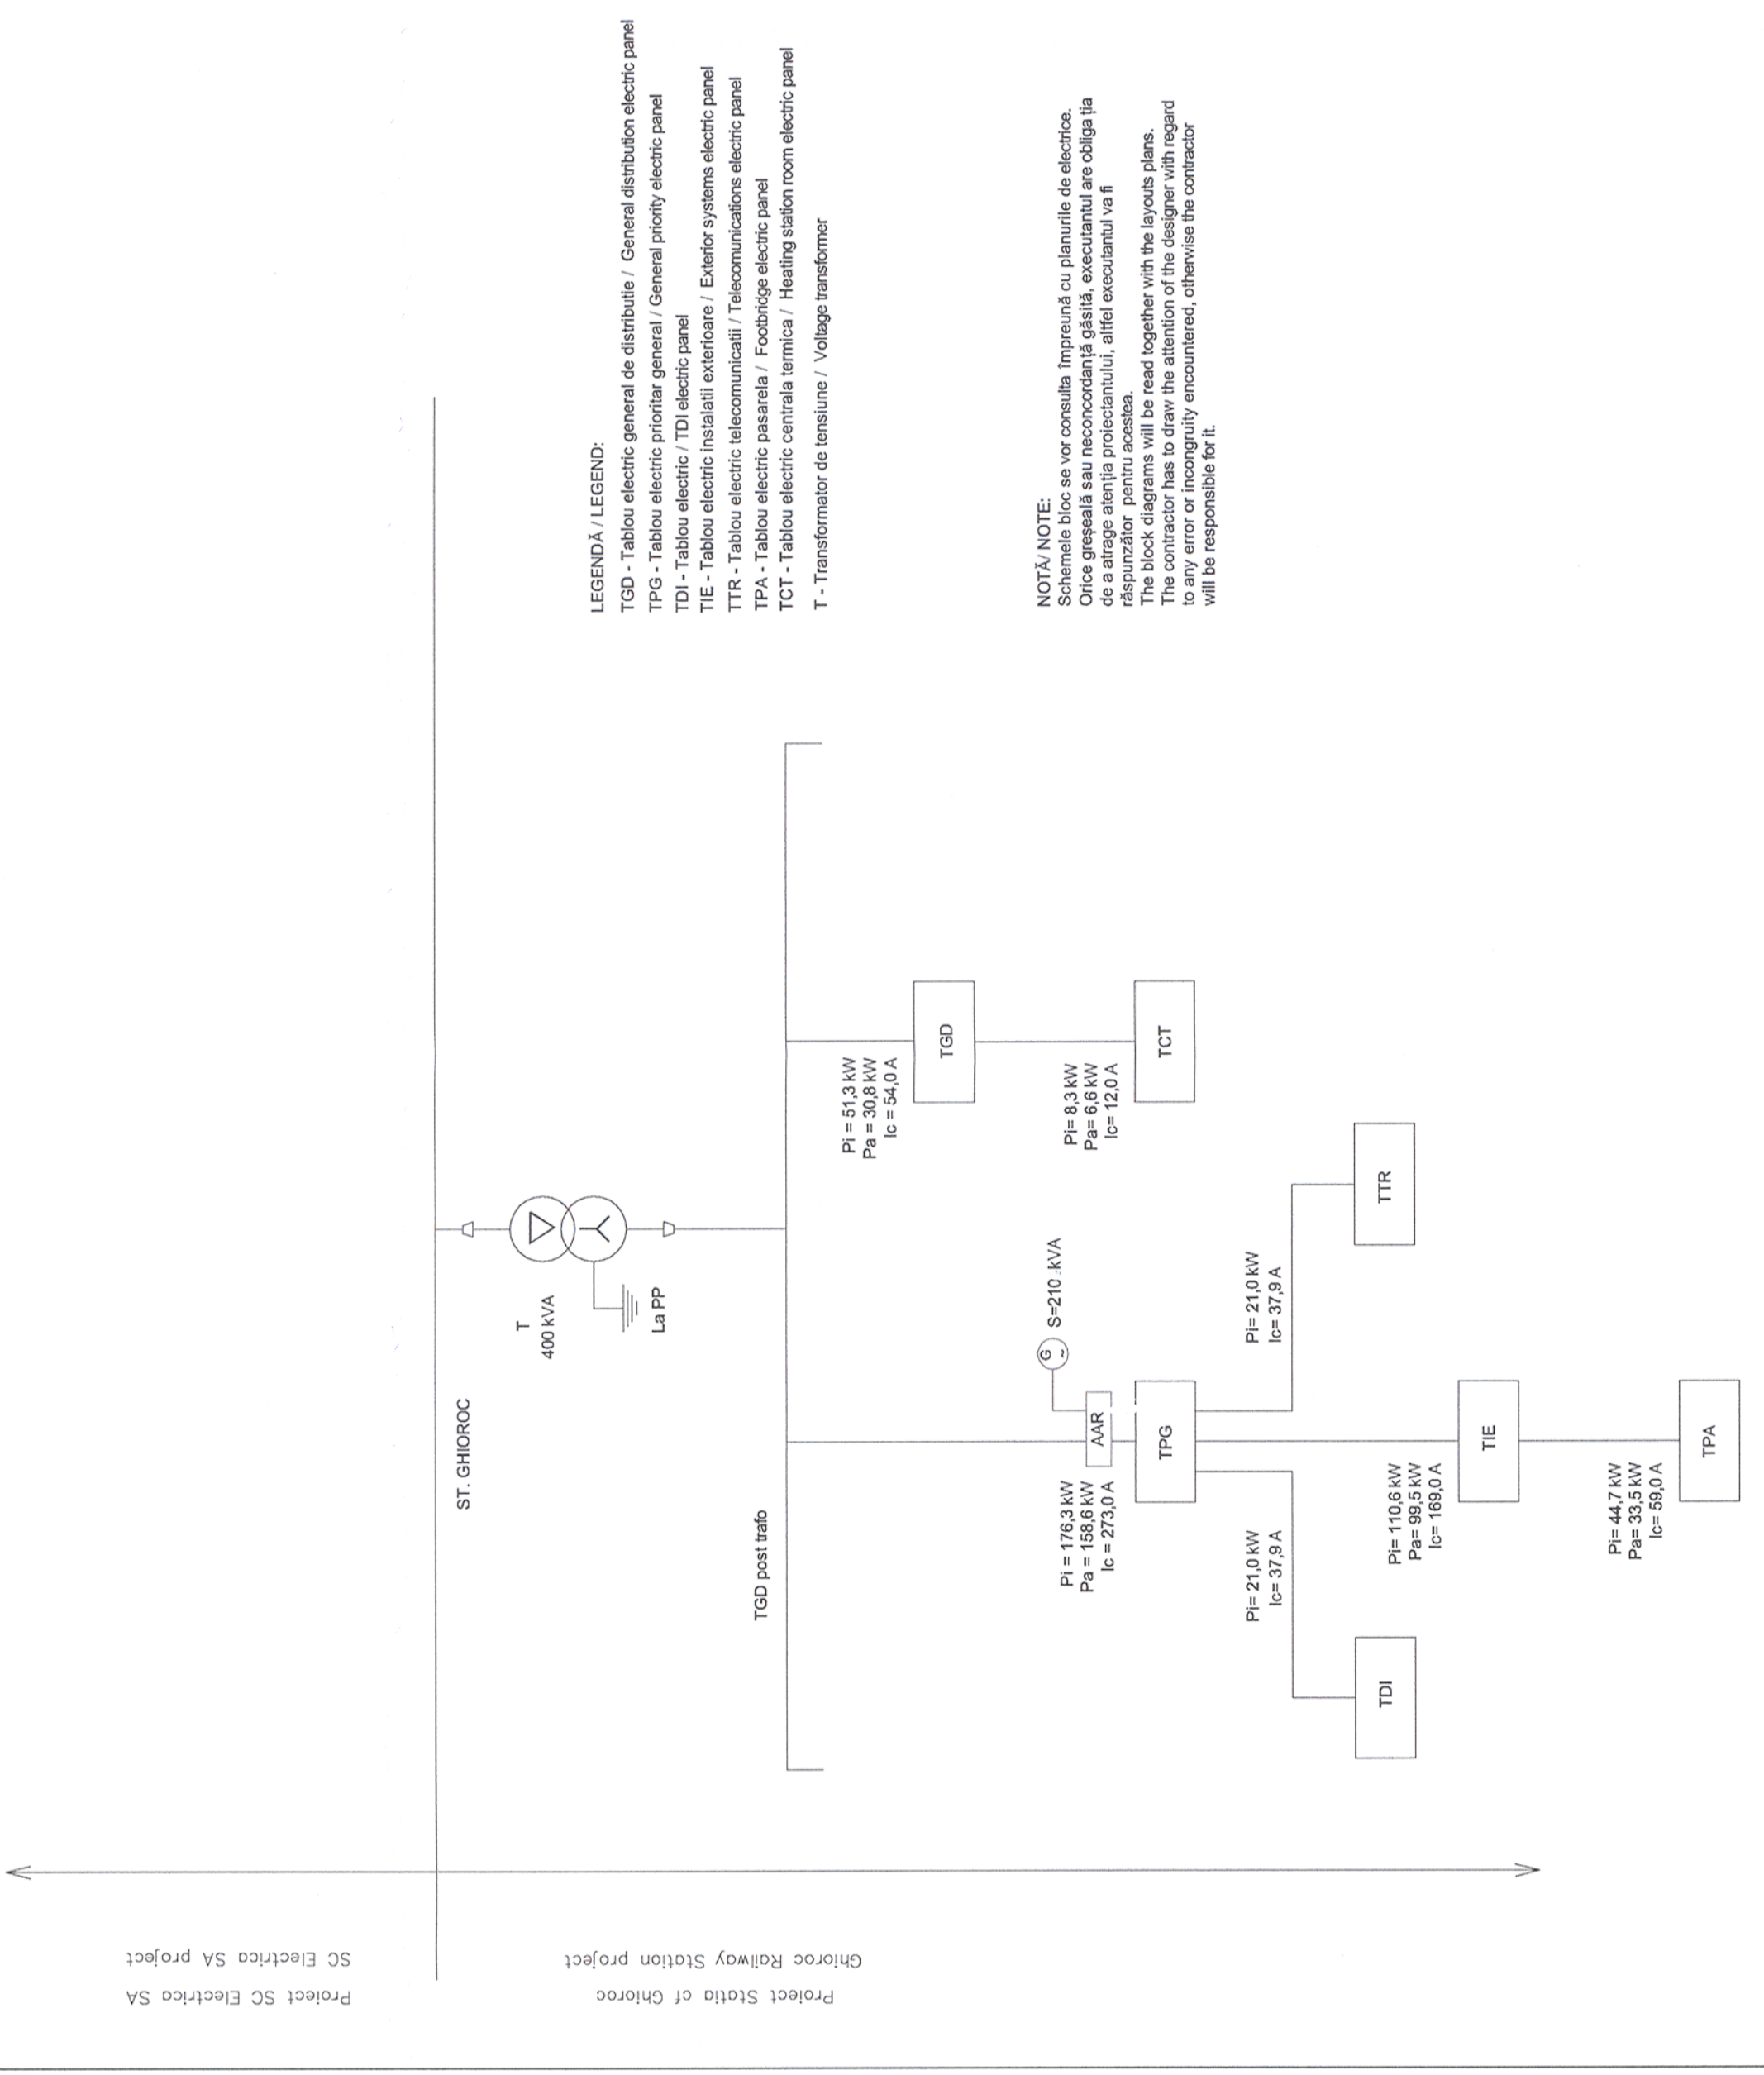 Proiect SC Electrica SA
SC Electrica SA project
Proiect Statia cf Ghioroc
Ghioroc Railway Station project
ST. GHIOROC
T
400 kVA
La PP
TGD post trafo
Pi = 51,3 kW
Pa = 30,8 kW
Ic = 54,0 A
TGD
Pi= 8,3 kW
Pa= 6,6 kW
Ic= 12,0 A
TCT
G
~
S=210 kVA
AAR
Pi = 176,3 kW
Pa = 158,6 kW
Ic = 273,0 A
TPG
Pi= 21,0 kW
Ic= 37,9 A
TDI
Pi= 21,0 kW
Ic= 37,9 A
TTR
Pi= 110,6 kW
Pa= 99,5 kW
Ic= 169,0 A
TIE
Pi= 44,7 kW
Pa= 33,5 kW
Ic= 59,0 A
TPA
LEGENDĂ / LEGEND:
TGD - Tablou electric general de distributie / General distribution electric panel
TPG - Tablou electric prioritar general / General priority electric panel
TDI - Tablou electric / TDI electric panel
TIE - Tablou electric instalatii exterioare / Exterior systems electric panel
TTR - Tablou electric telecomunicatii / Telecomunications electric panel
TPA - Tablou electric pasarela / Footbridge electric panel
TCT - Tablou electric centrala termica / Heating station room electric panel
T - Transformator de tensiune / Voltage transformer
NOTĂ/ NOTE:
Schemele bloc se vor consulta împreună cu planurile de electrice.
Orice greșeală sau neconcordanță găsită, executantul are obligația
de a atrage atenția proiectantului, altfel executantul va fi
răspunzător pentru acestea.
The block diagrams will be read together with the layouts plans.
The contractor has to draw the attention of the designer with regard
to any error or incongruity encountered, otherwise the contractor
will be responsible for it.